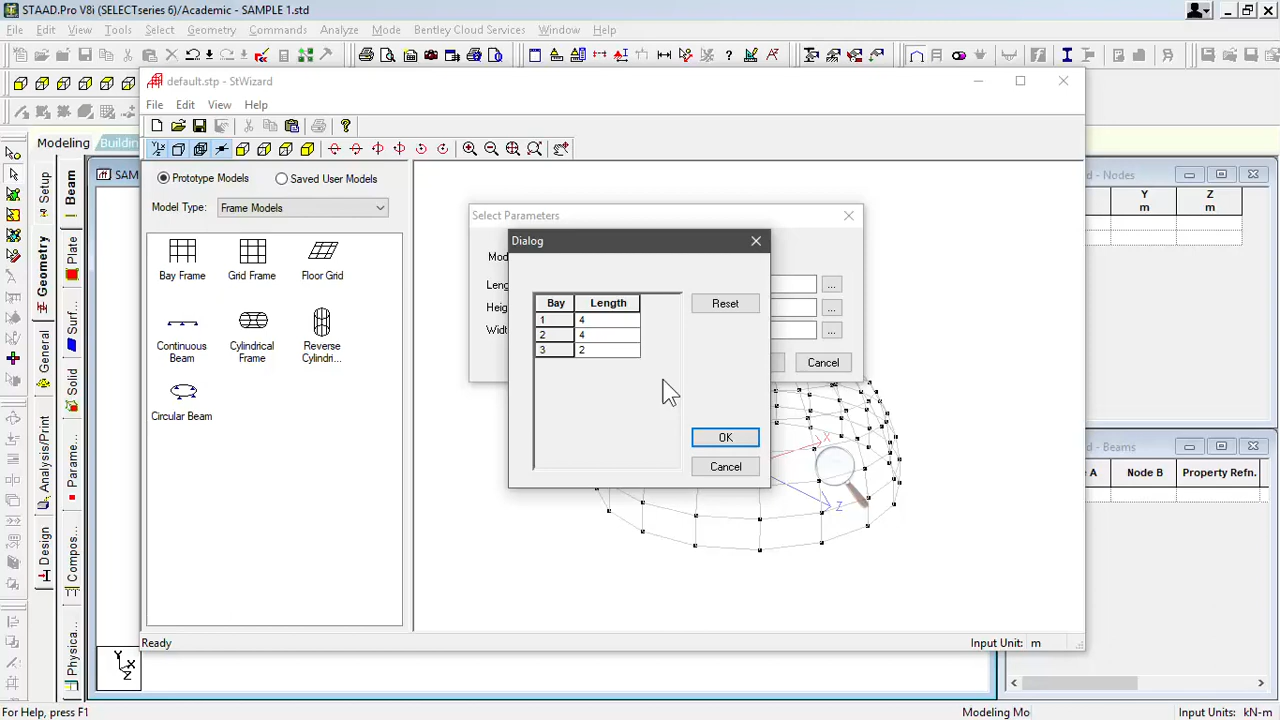 STAAD.Pro V8i (SELECTseries 6)/Academic - SAMPLE 1.std
File Edit View Tools Select Geometry Commands Analyze Mode Bentley Cloud Services Window Help
default.stp - StWizard
File Edit View Help
Modeling Building
Prototype Models Saved User Models
Model Type: Frame Models
Bay Frame Grid Frame Floor Grid
Continuous Beam Cylindrical Frame Reverse Cylindri...
Circular Beam
Select Parameters
Dialog
Bay Length
1 4
2 4
3 2
Reset
OK
Cancel
... ... ...
Cancel
X
Z
Ready Input Unit: m
SAM
Setup
Geometry
General
Analysis/Print
Design
Beam
Plate
Surf...
Solid
Parame...
Compos...
Physica...
Y
X
Z
d - Nodes
Y m Z m
d - Beams
A Node B Property Refn.
For Help, press F1 Modeling Mo Input Units: kN-m